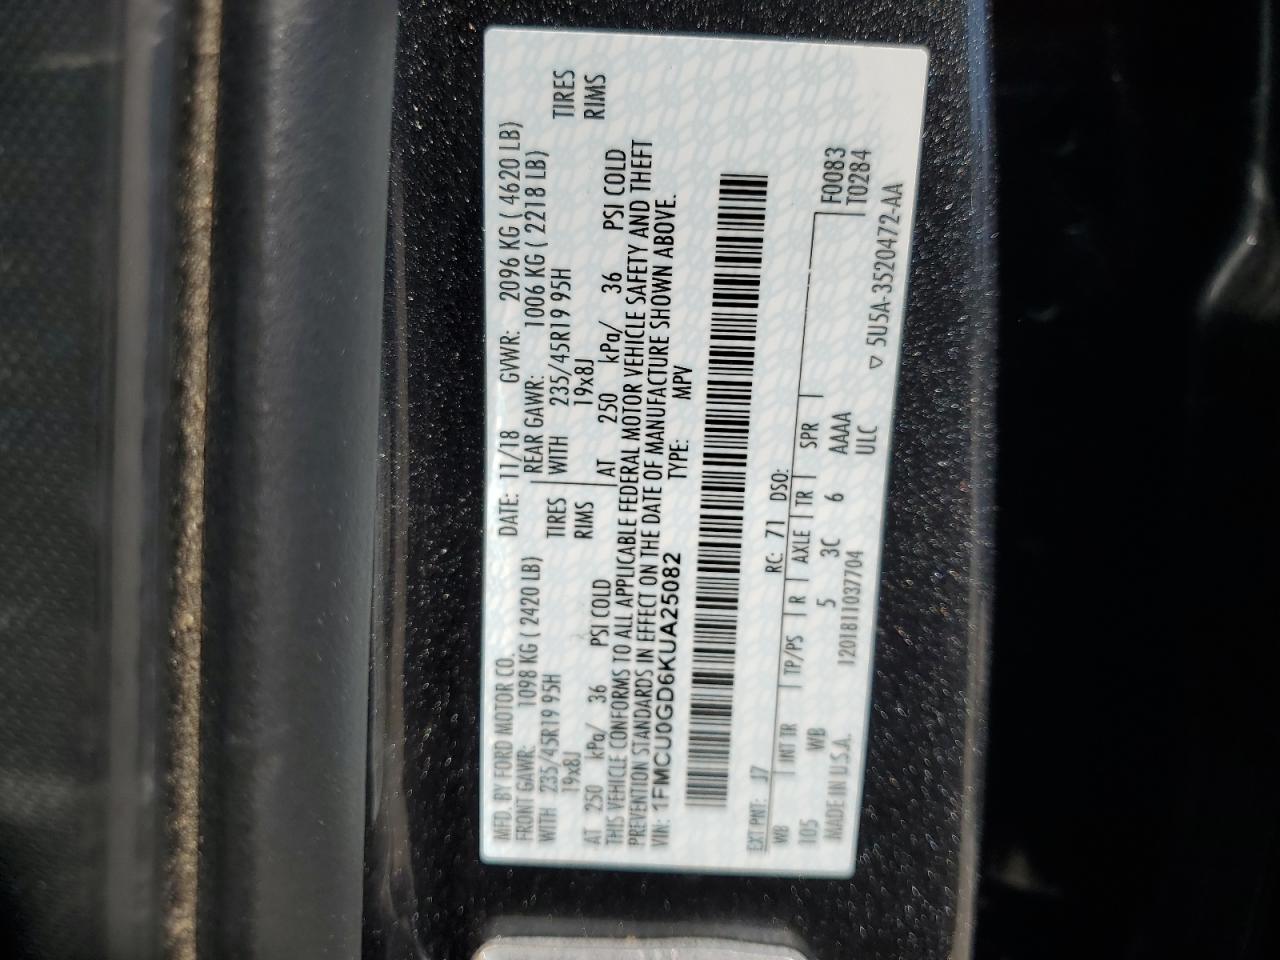 MFD. BY FORD MOTOR CO. DATE: 11/18 GVWR: 2096 KG ( 4620 LB)
FRONT GAWR: 1098 KG ( 2420 LB) REAR GAWR: 1006 KG ( 2218 LB)
WITH 235/45R19 95H TIRES WITH 235/45R19 95H TIRES
19x8J RIMS 19x8J RIMS
AT 250 kPa/ 36 PSI COLD AT 250 kPa/ 36 PSI COLD
THIS VEHICLE CONFORMS TO ALL APPLICABLE FEDERAL MOTOR VEHICLE SAFETY AND THEFT
PREVENTION STANDARDS IN EFFECT ON THE DATE OF MANUFACTURE SHOWN ABOVE.
VIN: 1FMCU0GD6KUA25082 TYPE: MPV
EXT PNT: J7 RC: 71 DSO:
WB INT TR TP/PS R AXLE TR SPR F0083
105 WB 5 3C 6 AAAA T0284
MADE IN U.S.A. 1201811037704 ULC
▽ 5U5A-3520472-AA